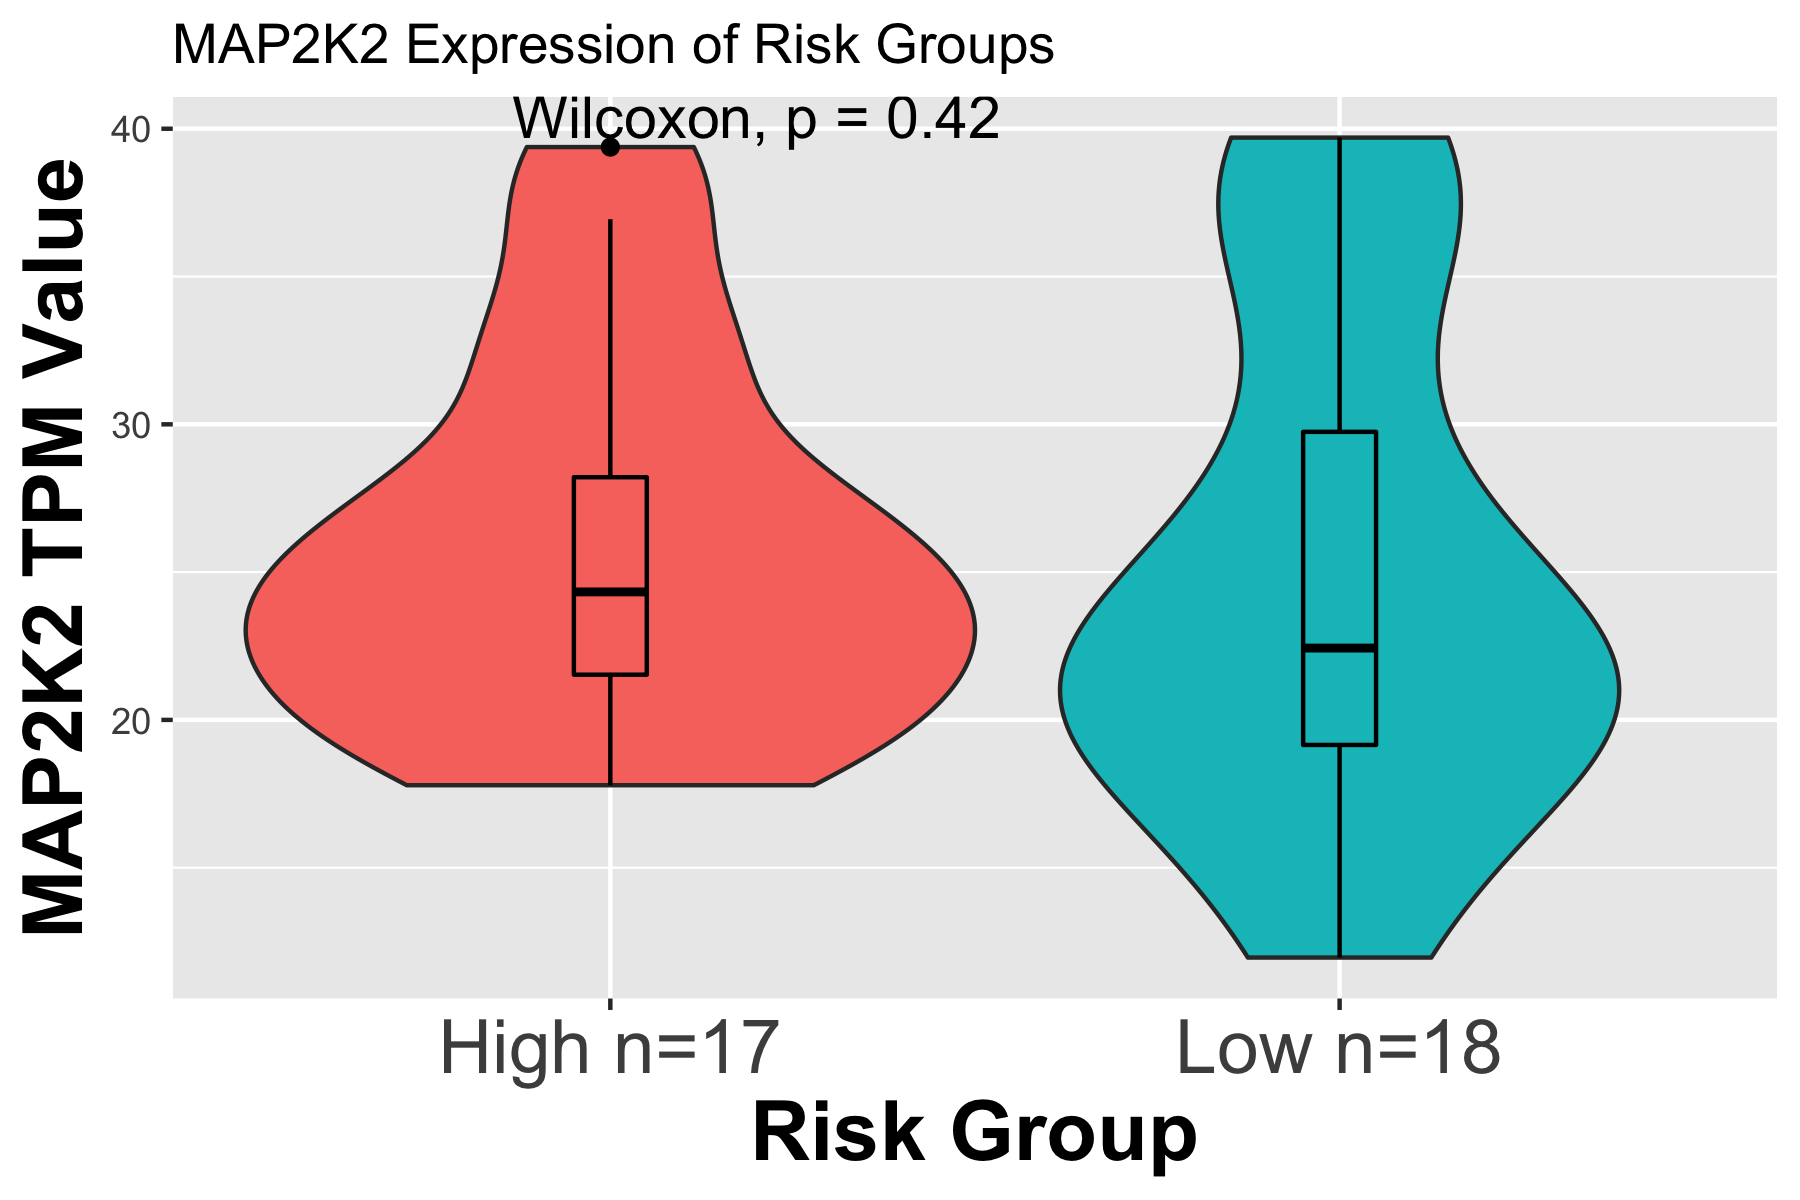 MAP2K2 Expression of Risk Groups
Wilcoxon, p = 0.42
MAP2K2 TPM Value
40
30
20
High n=17
Low n=18
Risk Group